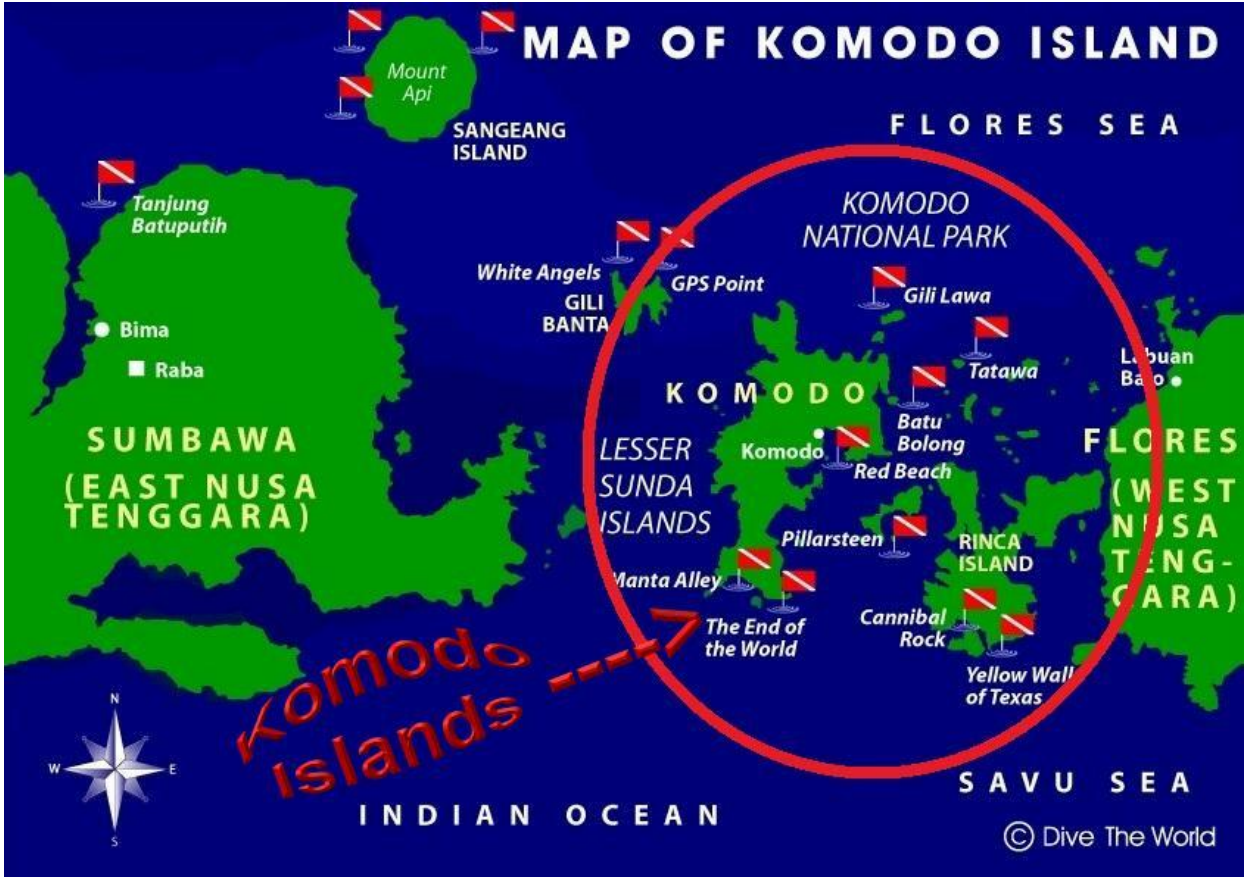 MAP OF KOMODO ISLAND
Mount
Api
SANGEANG
ISLAND
FLORES SEA
Tanjung
Batuputih
KOMODO
NATIONAL PARK
White Angels
GPS Point
GILI
BANTA
Gili Lawa
Bima
Raba
Tatawa
Labuan
Bajo
KOMODO
Batu
Bolong
Komodo
Red Beach
SUMBAWA
(EAST NUSA
TENGGARA)
LESSER
SUNDA
ISLANDS
FLORES
(WEST
NUSA
TENG-
GARA)
Pillarsteen
RINCA
ISLAND
Manta Alley
The End of
the World
Cannibal
Rock
Yellow Wall
of Texas
Komodo
islands
---->
N
W
E
S
INDIAN OCEAN
SAVU SEA
© Dive The World